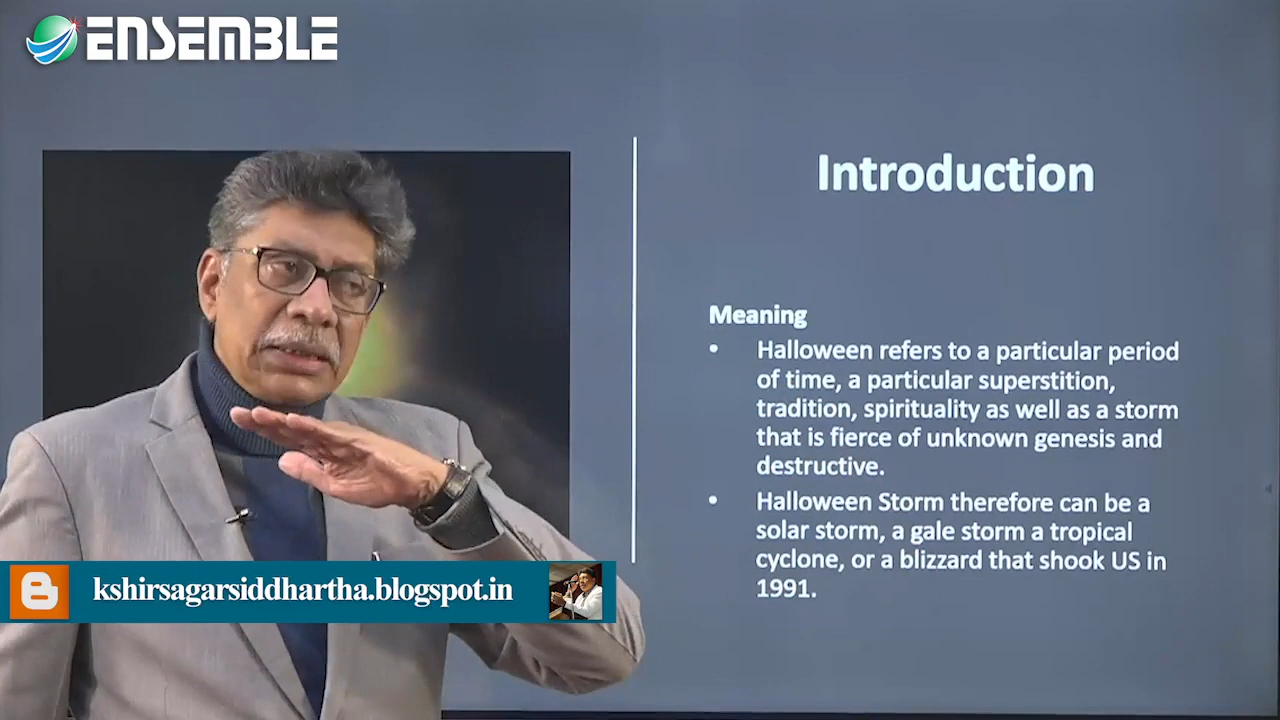 ENSEMBLE
Introduction
Meaning
• Halloween refers to a particular period
of time, a particular superstition,
tradition, spirituality as well as a storm
that is fierce of unknown genesis and
destructive.
• Halloween Storm therefore can be a
solar storm, a gale storm a tropical
cyclone, or a blizzard that shook US in
1991.
kshirsagarsiddhartha.blogspot.in